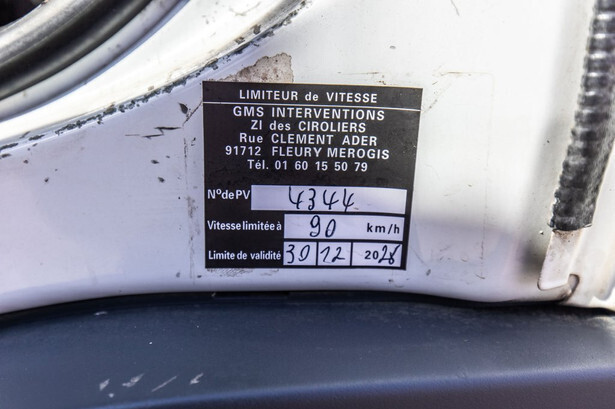 LIMITEUR de VITESSE
GMS INTERVENTIONS
ZI des CIROLIERS
Rue CLEMENT ADER
91712 FLEURY MEROGIS
Tél. 01 60 15 50 79
N° de PV 4344
Vitesse limitée à 90 km/h
Limite de validité 30 12